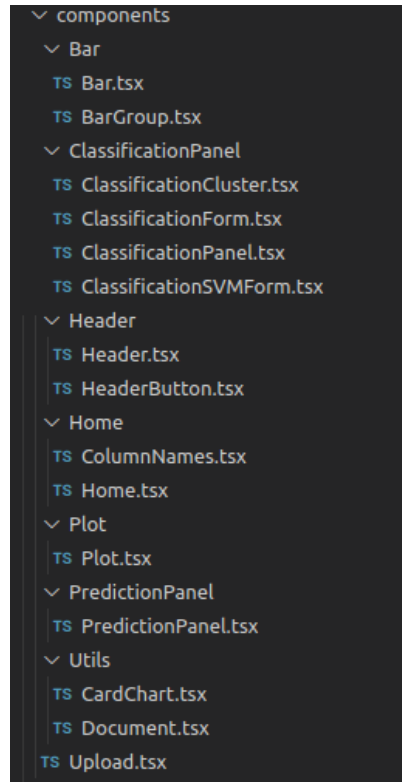 components
Bar
TS Bar.tsx
TS BarGroup.tsx
ClassificationPanel
TS ClassificationCluster.tsx
TS ClassificationForm.tsx
TS ClassificationPanel.tsx
TS ClassificationSVMForm.tsx
Header
TS Header.tsx
TS HeaderButton.tsx
Home
TS ColumnNames.tsx
TS Home.tsx
Plot
TS Plot.tsx
PredictionPanel
TS PredictionPanel.tsx
Utils
TS CardChart.tsx
TS Document.tsx
TS Upload.tsx